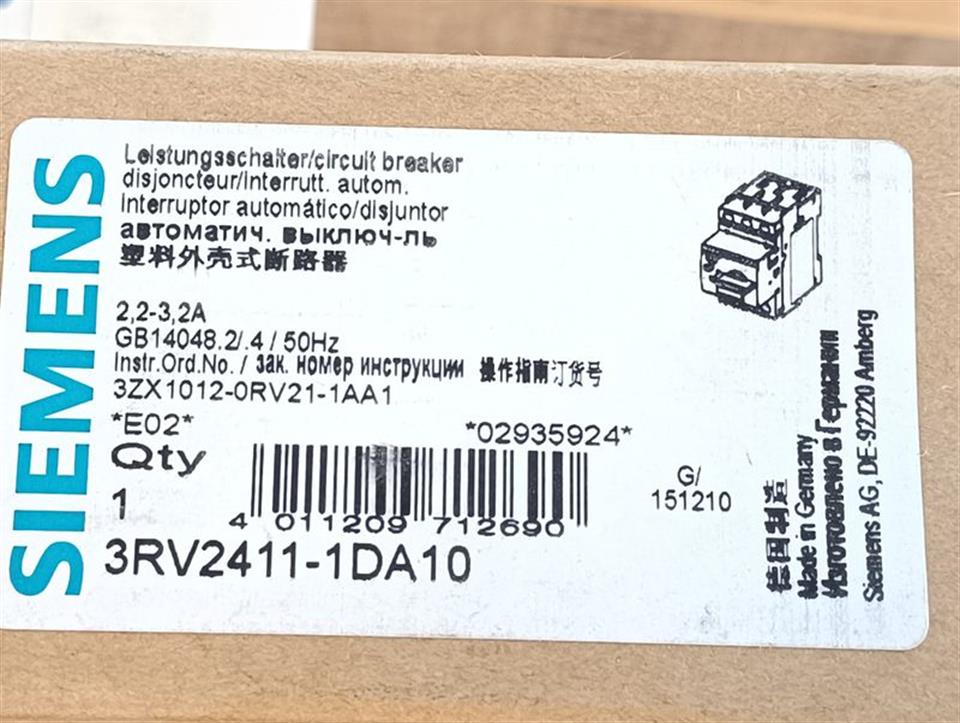 SIEMENS
Leistungsschalter/circuit breaker
disjoncteur/interrutt. autom.
interruptor automático/disjuntor
автоматич. выключ-ль
塑料外壳式断路器
2,2-3,2A
GB14048.2/.4 / 50Hz
Instr.Ord.No. / зак. номер инструкции 操作指南订货号
3ZX1012-0RV21-1AA1
*E02*
*02935924*
Qty
1
4 011209 712690
3RV2411-1DA10
G/
151210
德国制造
Made in Germany
Изготовлено в Германии
Siemens AG, DE-92220 Amberg